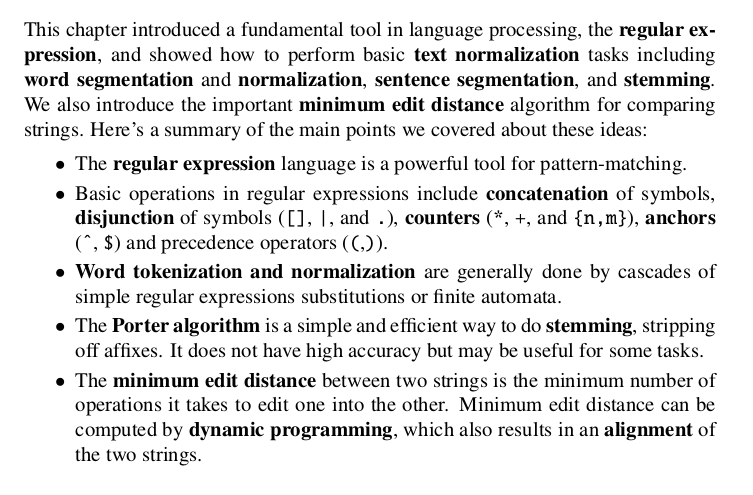 This chapter introduced a fundamental tool in language processing, the regular ex-
pression, and showed how to perform basic text normalization tasks including
word segmentation and normalization, sentence segmentation, and stemming.
We also introduce the important minimum edit distance algorithm for comparing
strings. Here's a summary of the main points we covered about these ideas:
• The regular expression language is a powerful tool for pattern-matching.
• Basic operations in regular expressions include concatenation of symbols,
disjunction of symbols ([], |, and .), counters (*, +, and {n,m}), anchors
(^, $) and precedence operators ((,)).
• Word tokenization and normalization are generally done by cascades of
simple regular expressions substitutions or finite automata.
• The Porter algorithm is a simple and efficient way to do stemming, stripping
off affixes. It does not have high accuracy but may be useful for some tasks.
• The minimum edit distance between two strings is the minimum number of
operations it takes to edit one into the other. Minimum edit distance can be
computed by dynamic programming, which also results in an alignment of
the two strings.